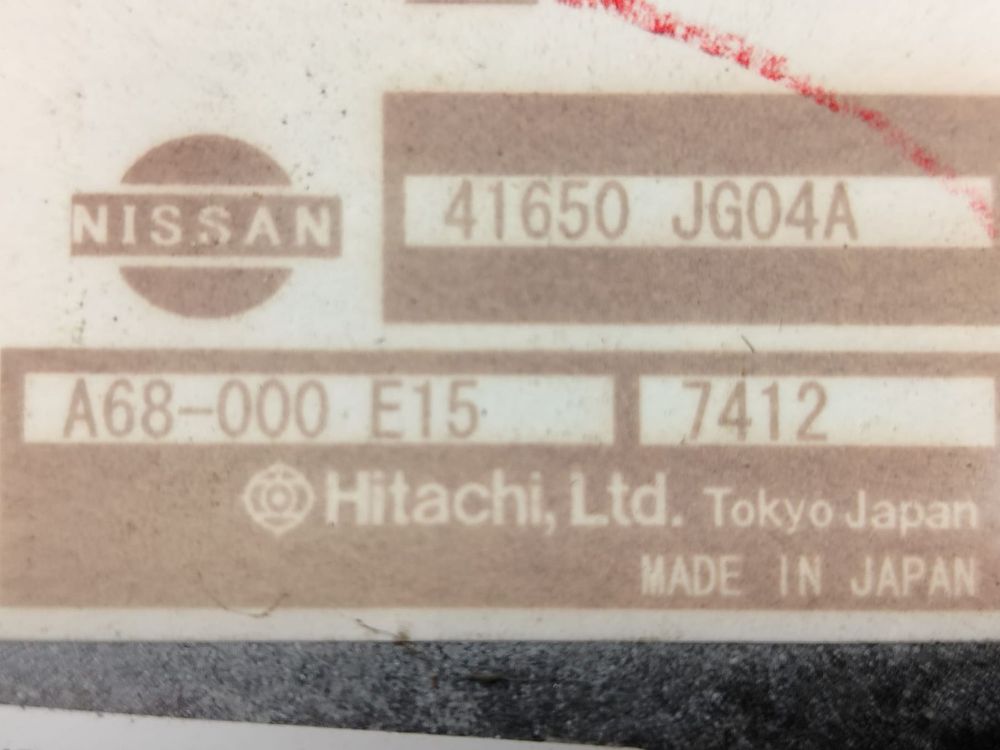 NISSAN
41650 JG04A
A68-000 E15 7412
Hitachi, Ltd. Tokyo Japan
MADE IN JAPAN